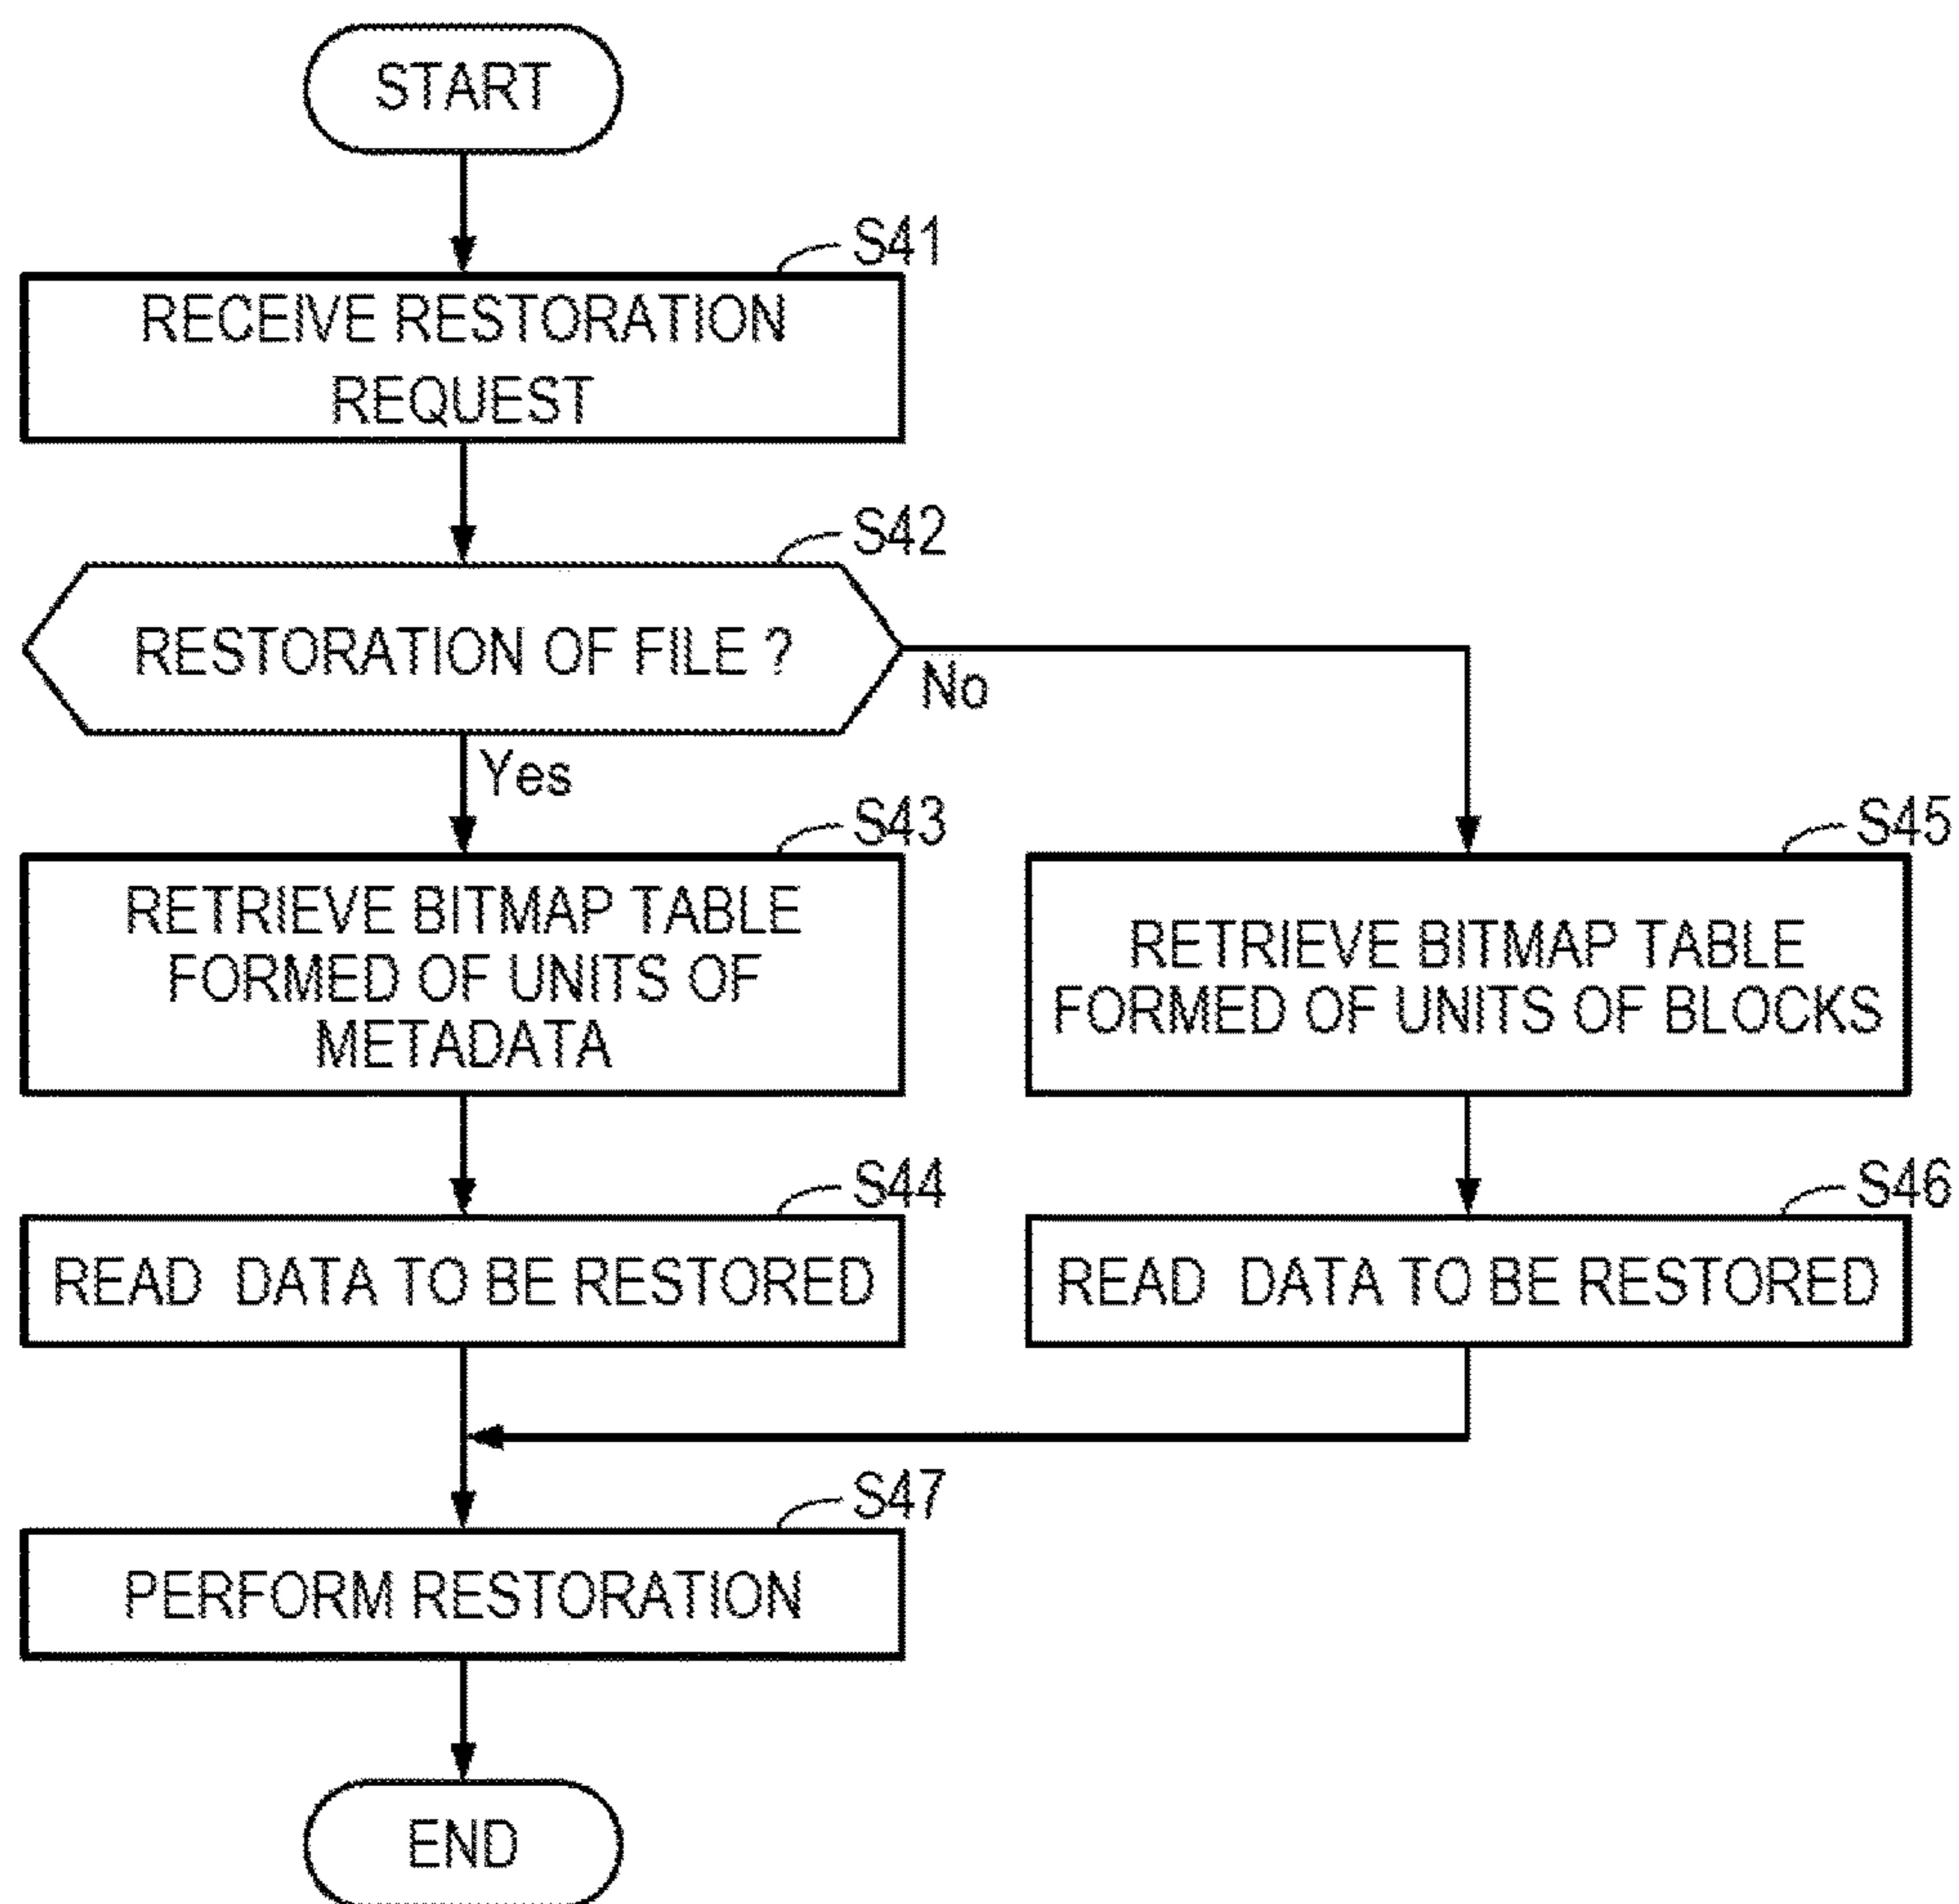 START
S41
RECEIVE RESTORATION
REQUEST
S42
RESTORATION OF FILE ?
No
Yes
S43
RETRIEVE BITMAP TABLE
FORMED OF UNITS OF
METADATA
S45
RETRIEVE BITMAP TABLE
FORMED OF UNITS OF BLOCKS
S44
READ DATA TO BE RESTORED
S46
READ DATA TO BE RESTORED
S47
PERFORM RESTORATION
END